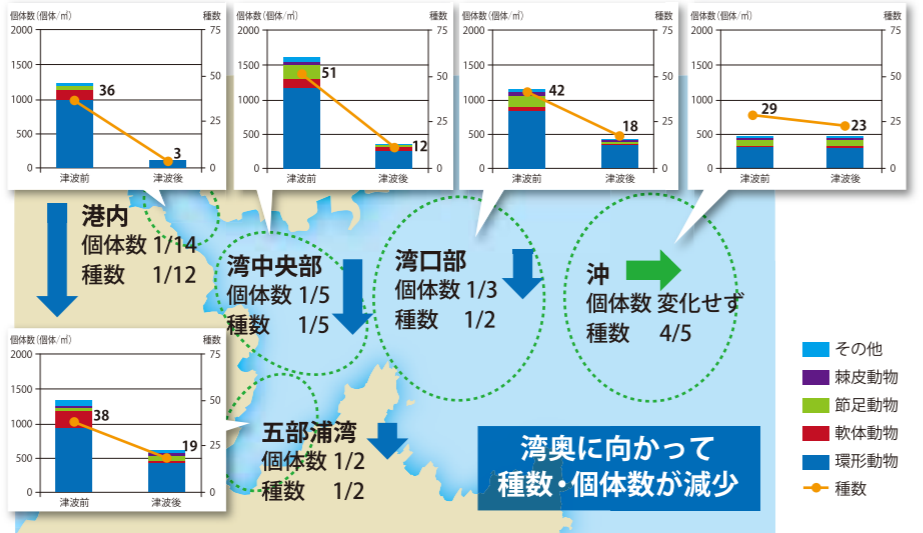 個体数(個体/㎡) 種数
2000 75
1500
50
1000
25
500
0 0
36
3
津波前 津波後
個体数(個体/㎡) 種数
2000 75
1500
50
1000
25
500
0 0
51
12
津波前 津波後
個体数(個体/㎡) 種数
2000 75
1500
50
1000
25
500
0 0
42
18
津波前 津波後
個体数(個体/㎡) 種数
2000 75
1500
50
1000
25
500
0 0
29
23
津波前 津波後
港内
個体数 1/14
種数 1/12
湾中央部
個体数 1/5
種数 1/5
湾口部
個体数 1/3
種数 1/2
沖
個体数 変化せず
種数 4/5
個体数(個体/㎡) 種数
2000 75
1500
50
1000
25
500
0 0
38
19
津波前 津波後
五部浦湾
個体数 1/2
種数 1/2
湾奥に向かって
種数・個体数が減少
その他
棘皮動物
節足動物
軟体動物
環形動物
種数